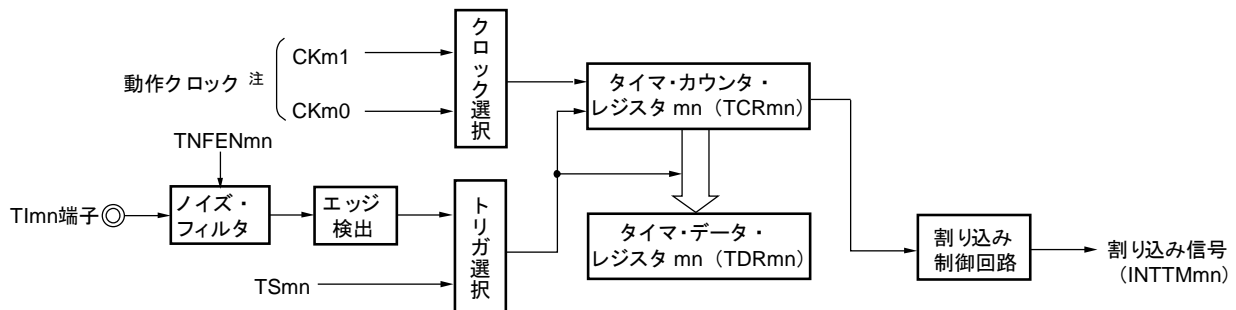 動作クロック 注
CKm1
CKm0
クロック選択
タイマ・カウンタ・
レジスタ mn（TCRmn）
TNFENmn
TImn端子
ノイズ・
フィルタ
エッジ
検出
TSmn
トリガ選択
タイマ・データ・
レジスタ mn（TDRmn）
割り込み
制御回路
割り込み信号
（INTTMmn）